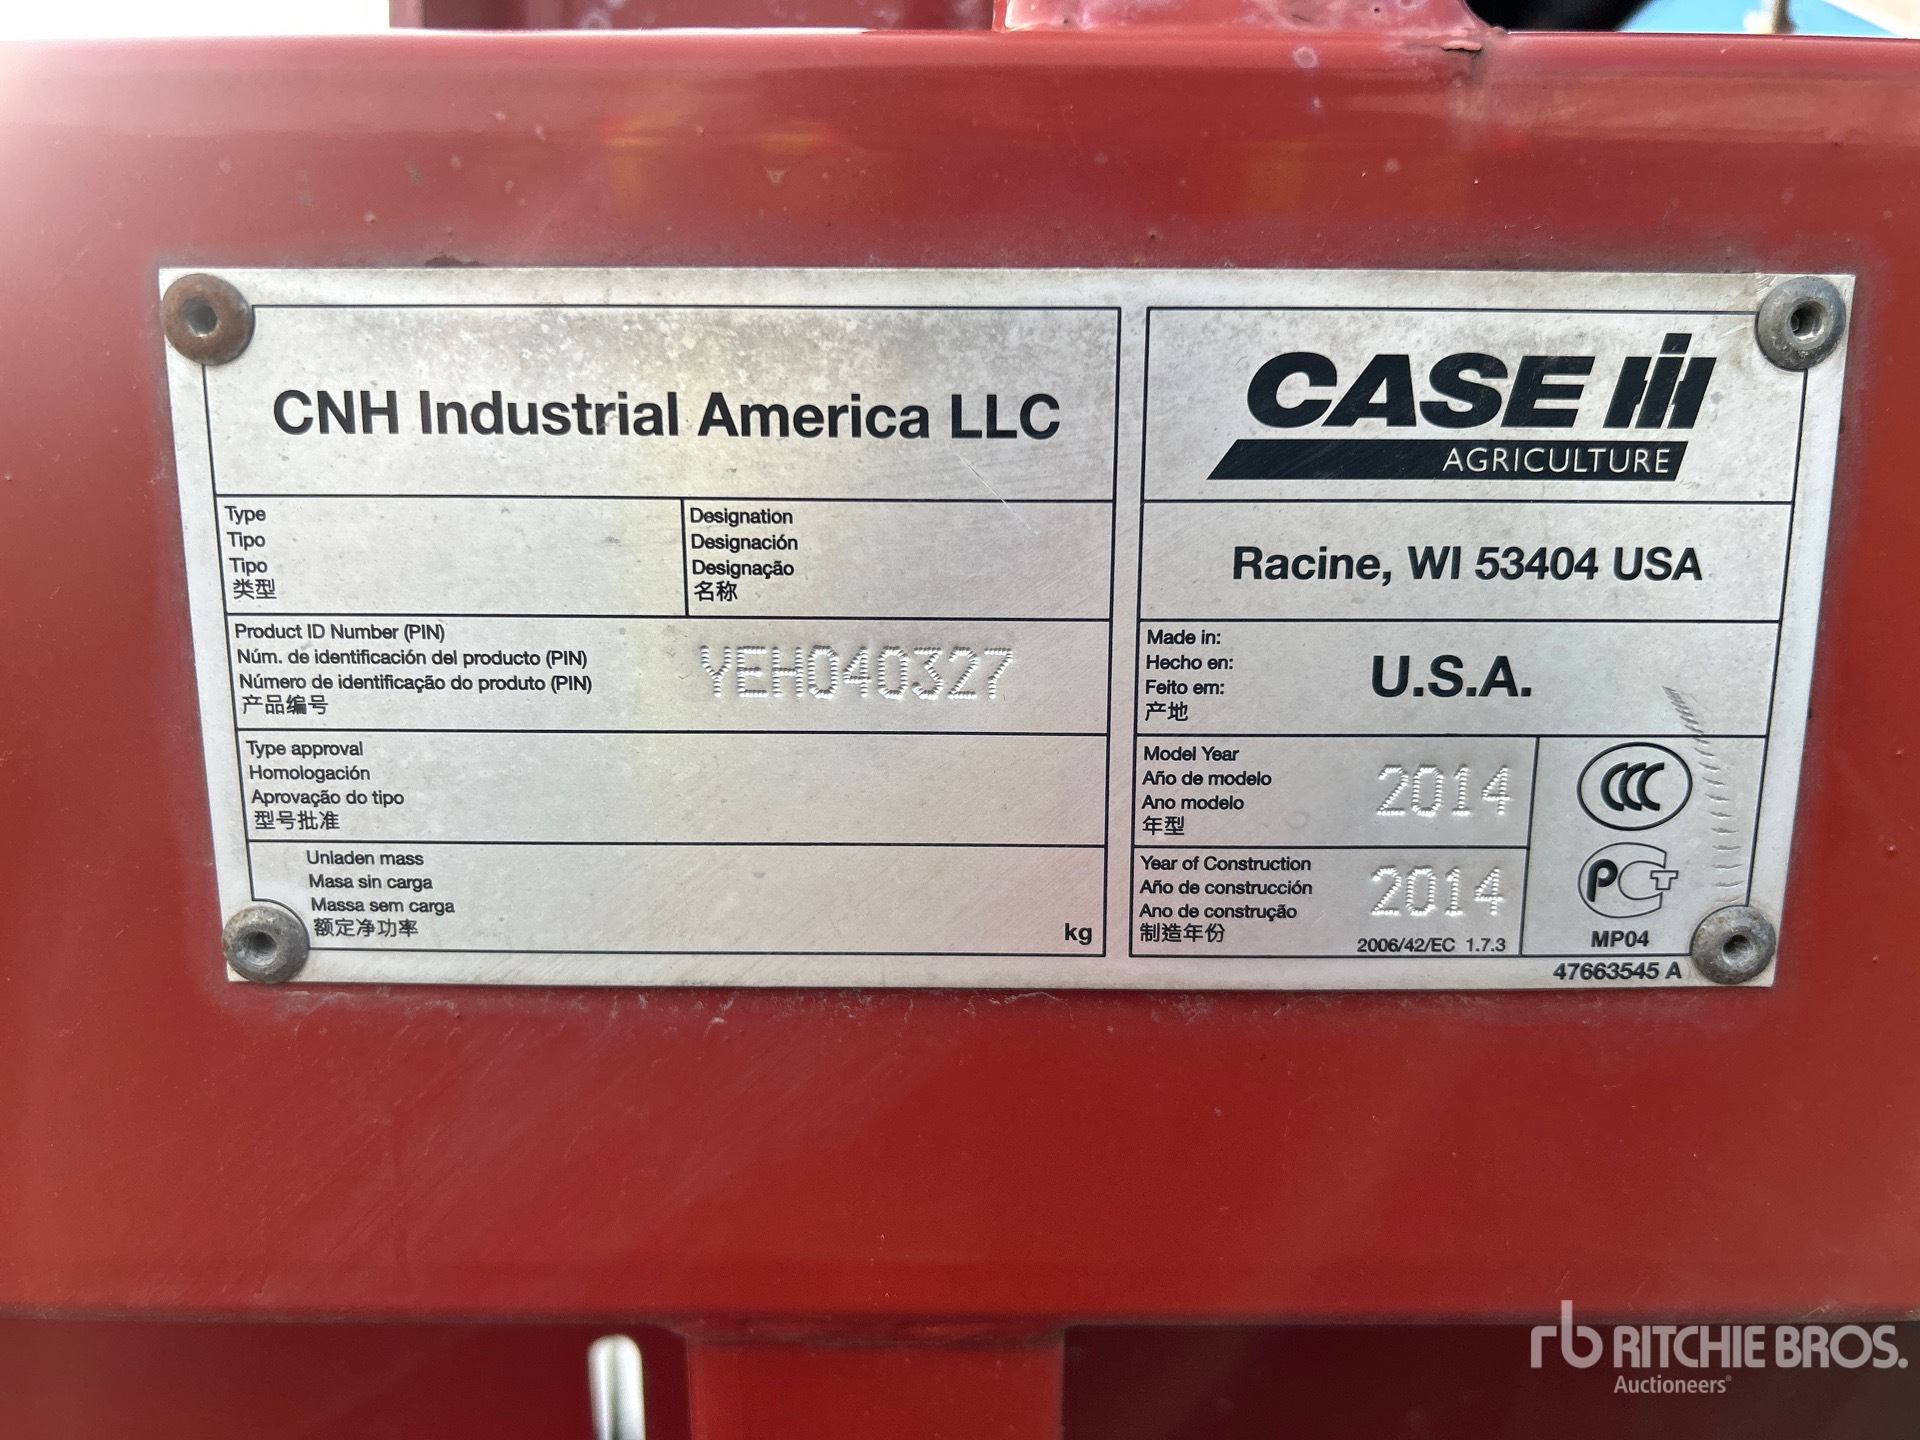 CNH Industrial America LLC
Type
Tipo
Tipo
类型
Designation
Designación
Designação
名称
Product ID Number (PIN)
Núm. de identificación del producto (PIN)
Número de identificação do produto (PIN)
产品编号
YEH040327
Type approval
Homologación
Aprovação do tipo
型号批准
Unladen mass
Masa sin carga
Massa sem carga
额定净功率
kg
CASE IH
AGRICULTURE
Racine, WI 53404 USA
Made in:
Hecho en:
Feito em:
产地
U.S.A.
Model Year
Año de modelo
Ano modelo
年型
2014
Year of Construction
Año de construcción
Ano de construção
制造年份
2014
2006/42/EC 1.7.3
CCC
PCT
MP04
47663545 A
rb RITCHIE BROS.
Auctioneers®